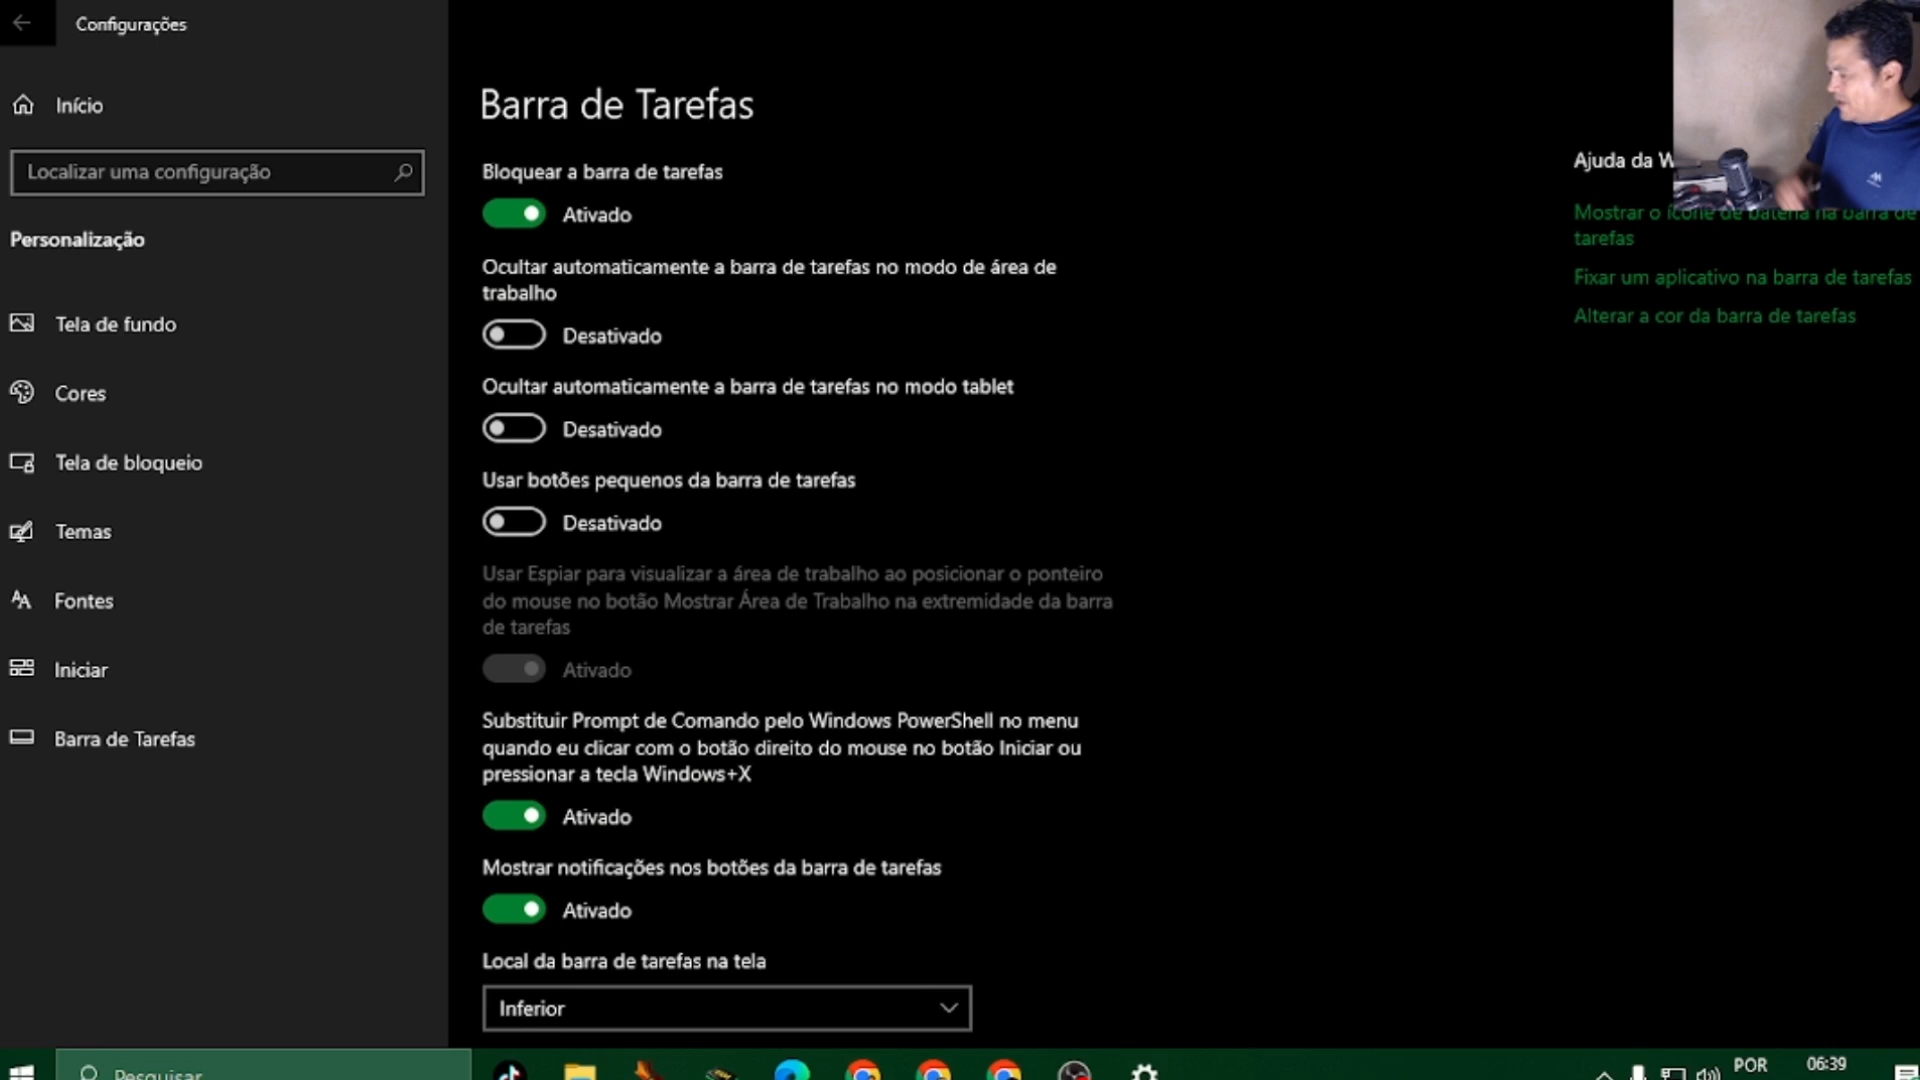 Configurações
Início
Localizar uma configuração
Personalização
Tela de fundo
Cores
Tela de bloqueio
Temas
Fontes
Iniciar
Barra de Tarefas
Barra de Tarefas
Bloquear a barra de tarefas
Ativado
Ocultar automaticamente a barra de tarefas no modo de área de
trabalho
Desativado
Ocultar automaticamente a barra de tarefas no modo tablet
Desativado
Usar botões pequenos da barra de tarefas
Desativado
Usar Espiar para visualizar a área de trabalho ao posicionar o ponteiro
do mouse no botão Mostrar Área de Trabalho na extremidade da barra
de tarefas
Ativado
Substituir Prompt de Comando pelo Windows PowerShell no menu
quando eu clicar com o botão direito do mouse no botão Iniciar ou
pressionar a tecla Windows+X
Ativado
Mostrar notificações nos botões da barra de tarefas
Ativado
Local da barra de tarefas na tela
Inferior
Ajuda da W
Mostrar o ícone de bateria na barra de
tarefas
Fixar um aplicativo na barra de tarefas
Alterar a cor da barra de tarefas
Pesquisar
POR
06:39